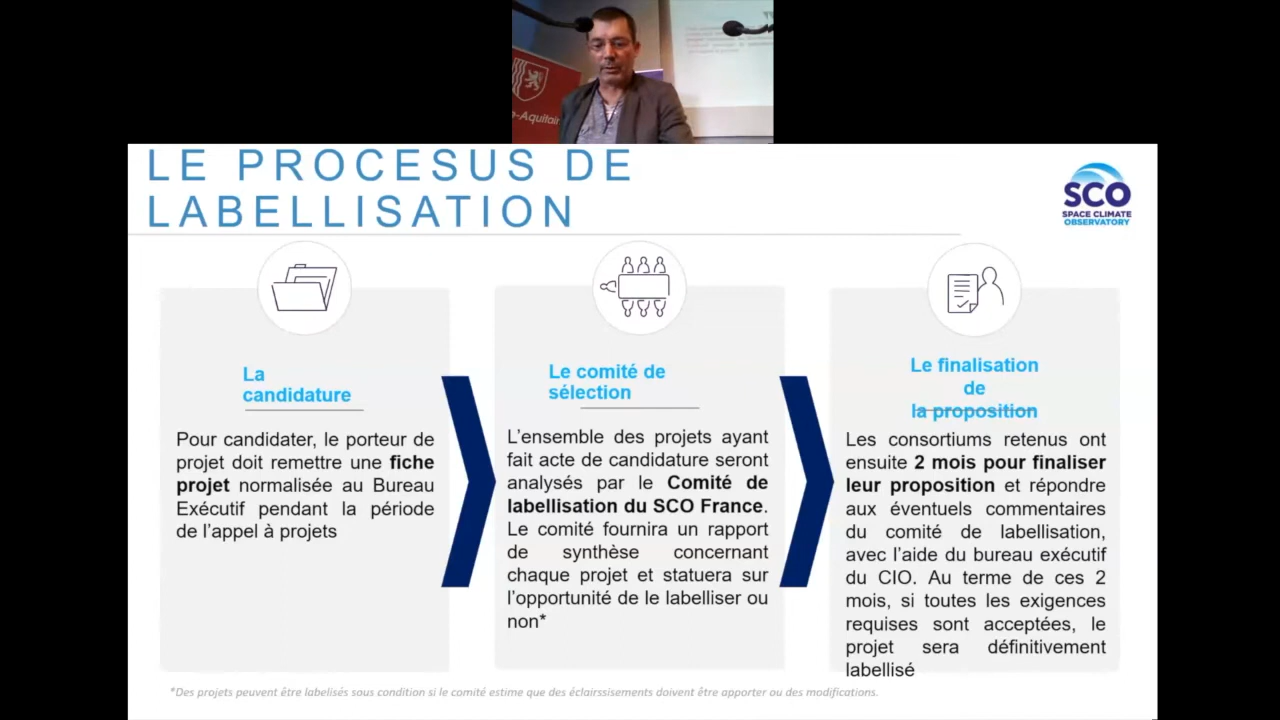 e-Aquitain
LE PROCESUS DE
LABELLISATION
SCO
SPACE CLIMATE
OBSERVATORY
La
candidature
Pour candidater, le porteur de
projet doit remettre une fiche
projet normalisée au Bureau
Exécutif pendant la période
de l’appel à projets
Le comité de
sélection
L’ensemble des projets ayant
fait acte de candidature seront
analysés par le Comité de
labellisation du SCO France.
Le comité fournira un rapport
de synthèse concernant
chaque projet et statuera sur
l’opportunité de le labelliser ou
non*
Le finalisation
de
la proposition
Les consortiums retenus ont
ensuite 2 mois pour finaliser
leur proposition et répondre
aux éventuels commentaires
du comité de labellisation,
avec l’aide du bureau exécutif
du CIO. Au terme de ces 2
mois, si toutes les exigences
requises sont acceptées, le
projet sera définitivement
labellisé
*Des projets peuvent être labelisés sous condition si le comité estime que des éclairssisements doivent être apporter ou des modifications.